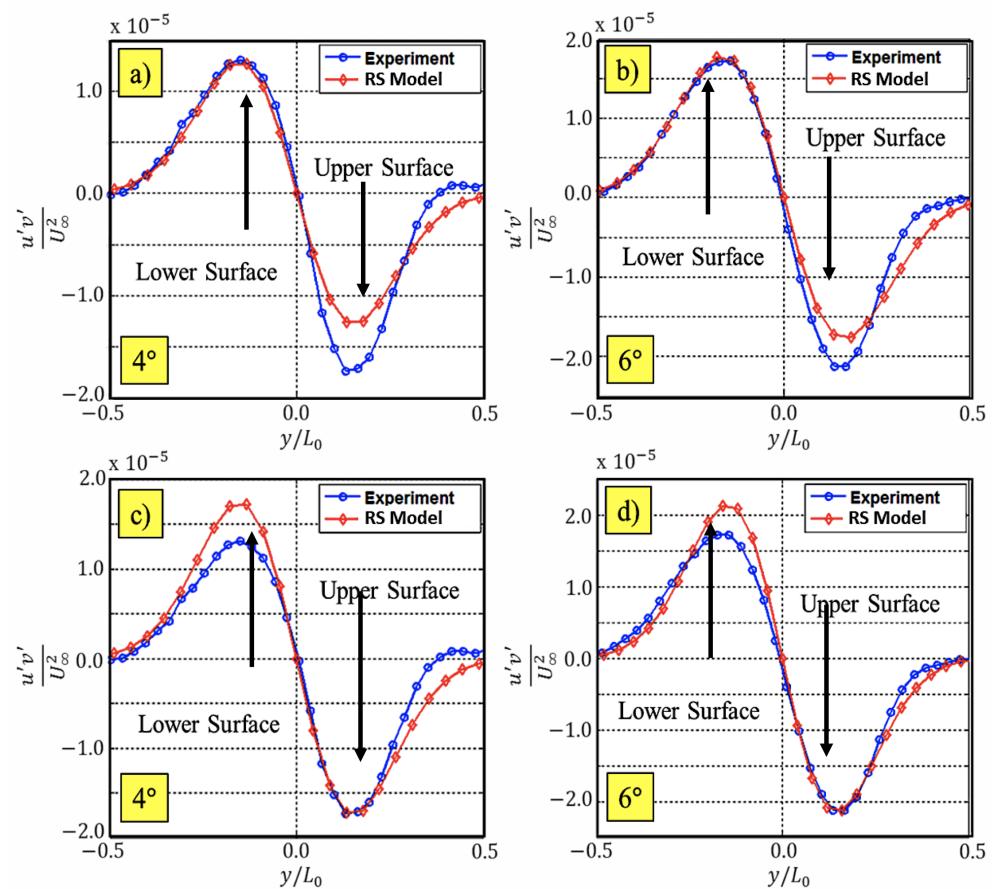 x 10⁻⁵
a)
Experiment
RS Model
1.0
Upper Surface
0.0
u′v′
U∞²
Lower Surface
−1.0
4°
−2.0
−0.5
0.0
0.5
y/L₀
x 10⁻⁵
2.0
b)
Experiment
RS Model
1.0
Upper Surface
0.0
u′v′
U∞²
Lower Surface
−1.0
6°
−2.0
−0.5
0.0
0.5
y/L₀
x 10⁻⁵
2.0
c)
Experiment
RS Model
1.0
Upper Surface
0.0
u′v′
U∞²
Lower Surface
−1.0
4°
−2.0
−0.5
0.0
0.5
y/L₀
x 10⁻⁵
2.0
d)
Experiment
RS Model
1.0
Upper Surface
0.0
u′v′
U∞²
Lower Surface
−1.0
6°
−2.0
−0.5
0.0
0.5
y/L₀